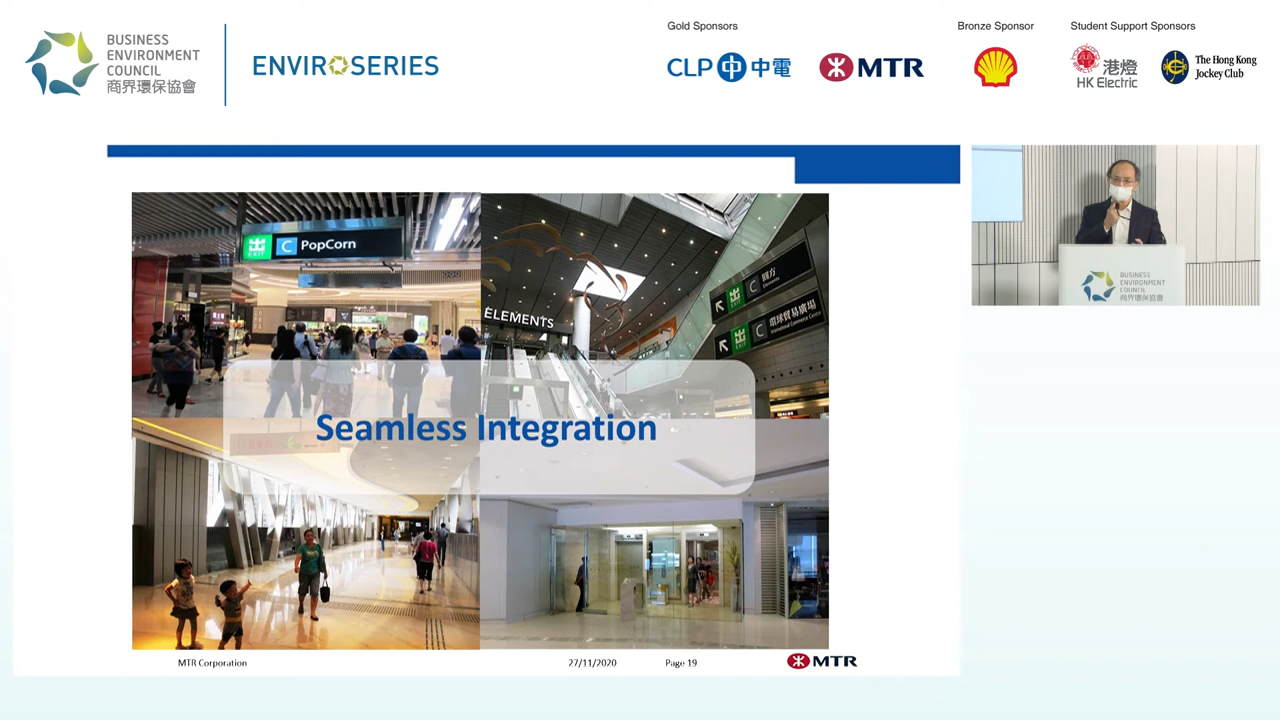 BUSINESS
ENVIRONMENT
COUNCIL
商界環保協會
ENVIROSERIES
Gold Sponsors
CLP 中電
MTR
Bronze Sponsor
Student Support Sponsors
港燈
HK Electric
The Hong Kong
Jockey Club
出
EXIT
C PopCorn
ELEMENTS
出
EXIT
C 圓方
Elements
出
EXIT
C 環球貿易廣場
International Commerce Centre
Seamless Integration
MTR Corporation
27/11/2020
Page 19
MTR
BUSINESS
ENVIRONMENT
COUNCIL
商界環保協會